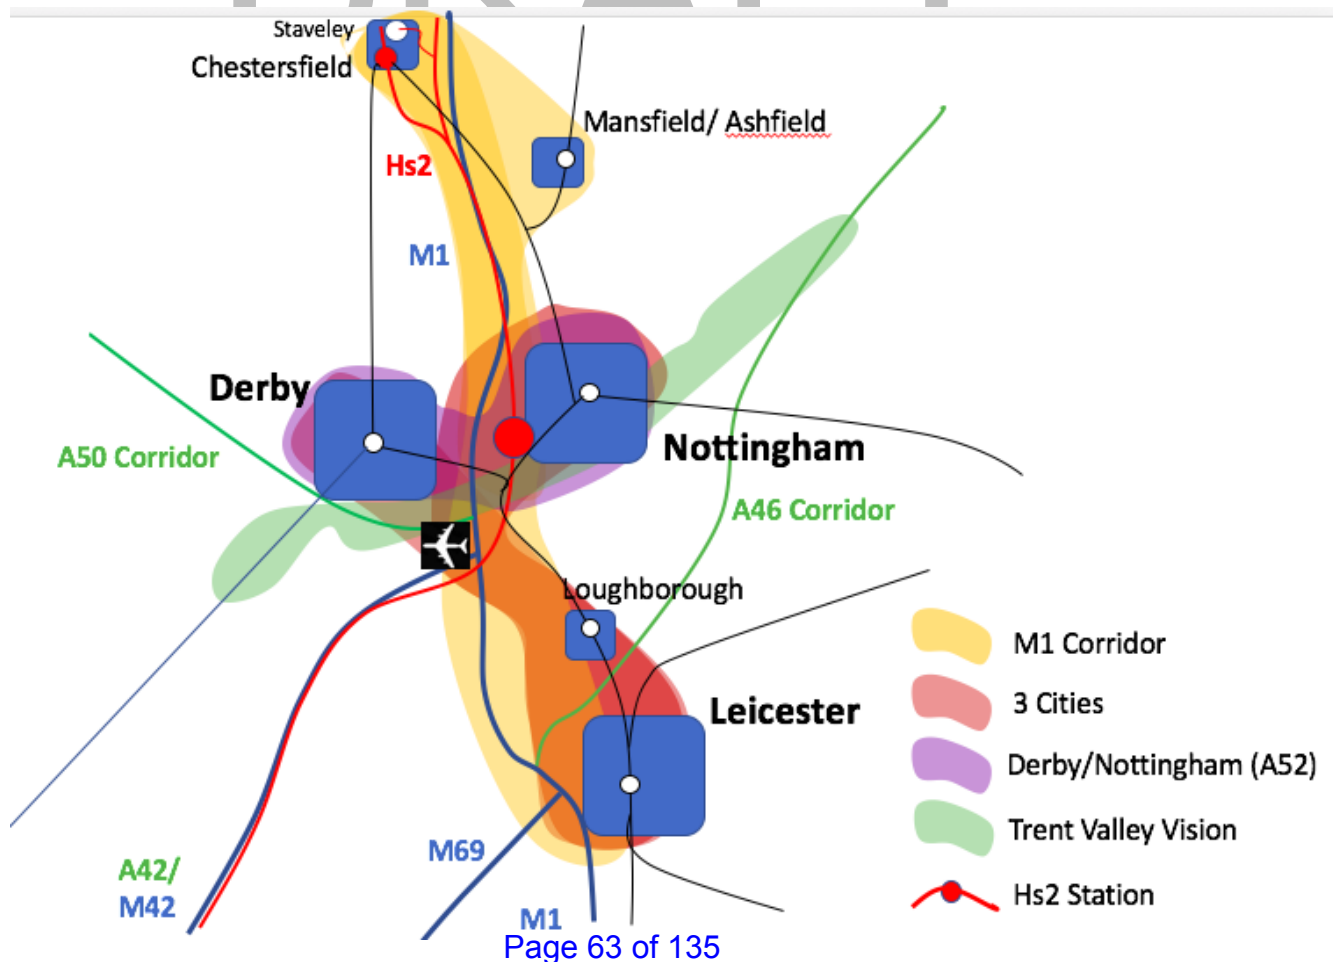 DRAFT
Staveley
Chestersfield
Mansfield/ Ashfield
Hs2
M1
Derby
Nottingham
A50 Corridor
A46 Corridor
Loughborough
M1 Corridor
3 Cities
Leicester
Derby/Nottingham (A52)
Trent Valley Vision
M69
A42/
M42
Hs2 Station
M1
Page 63 of 135